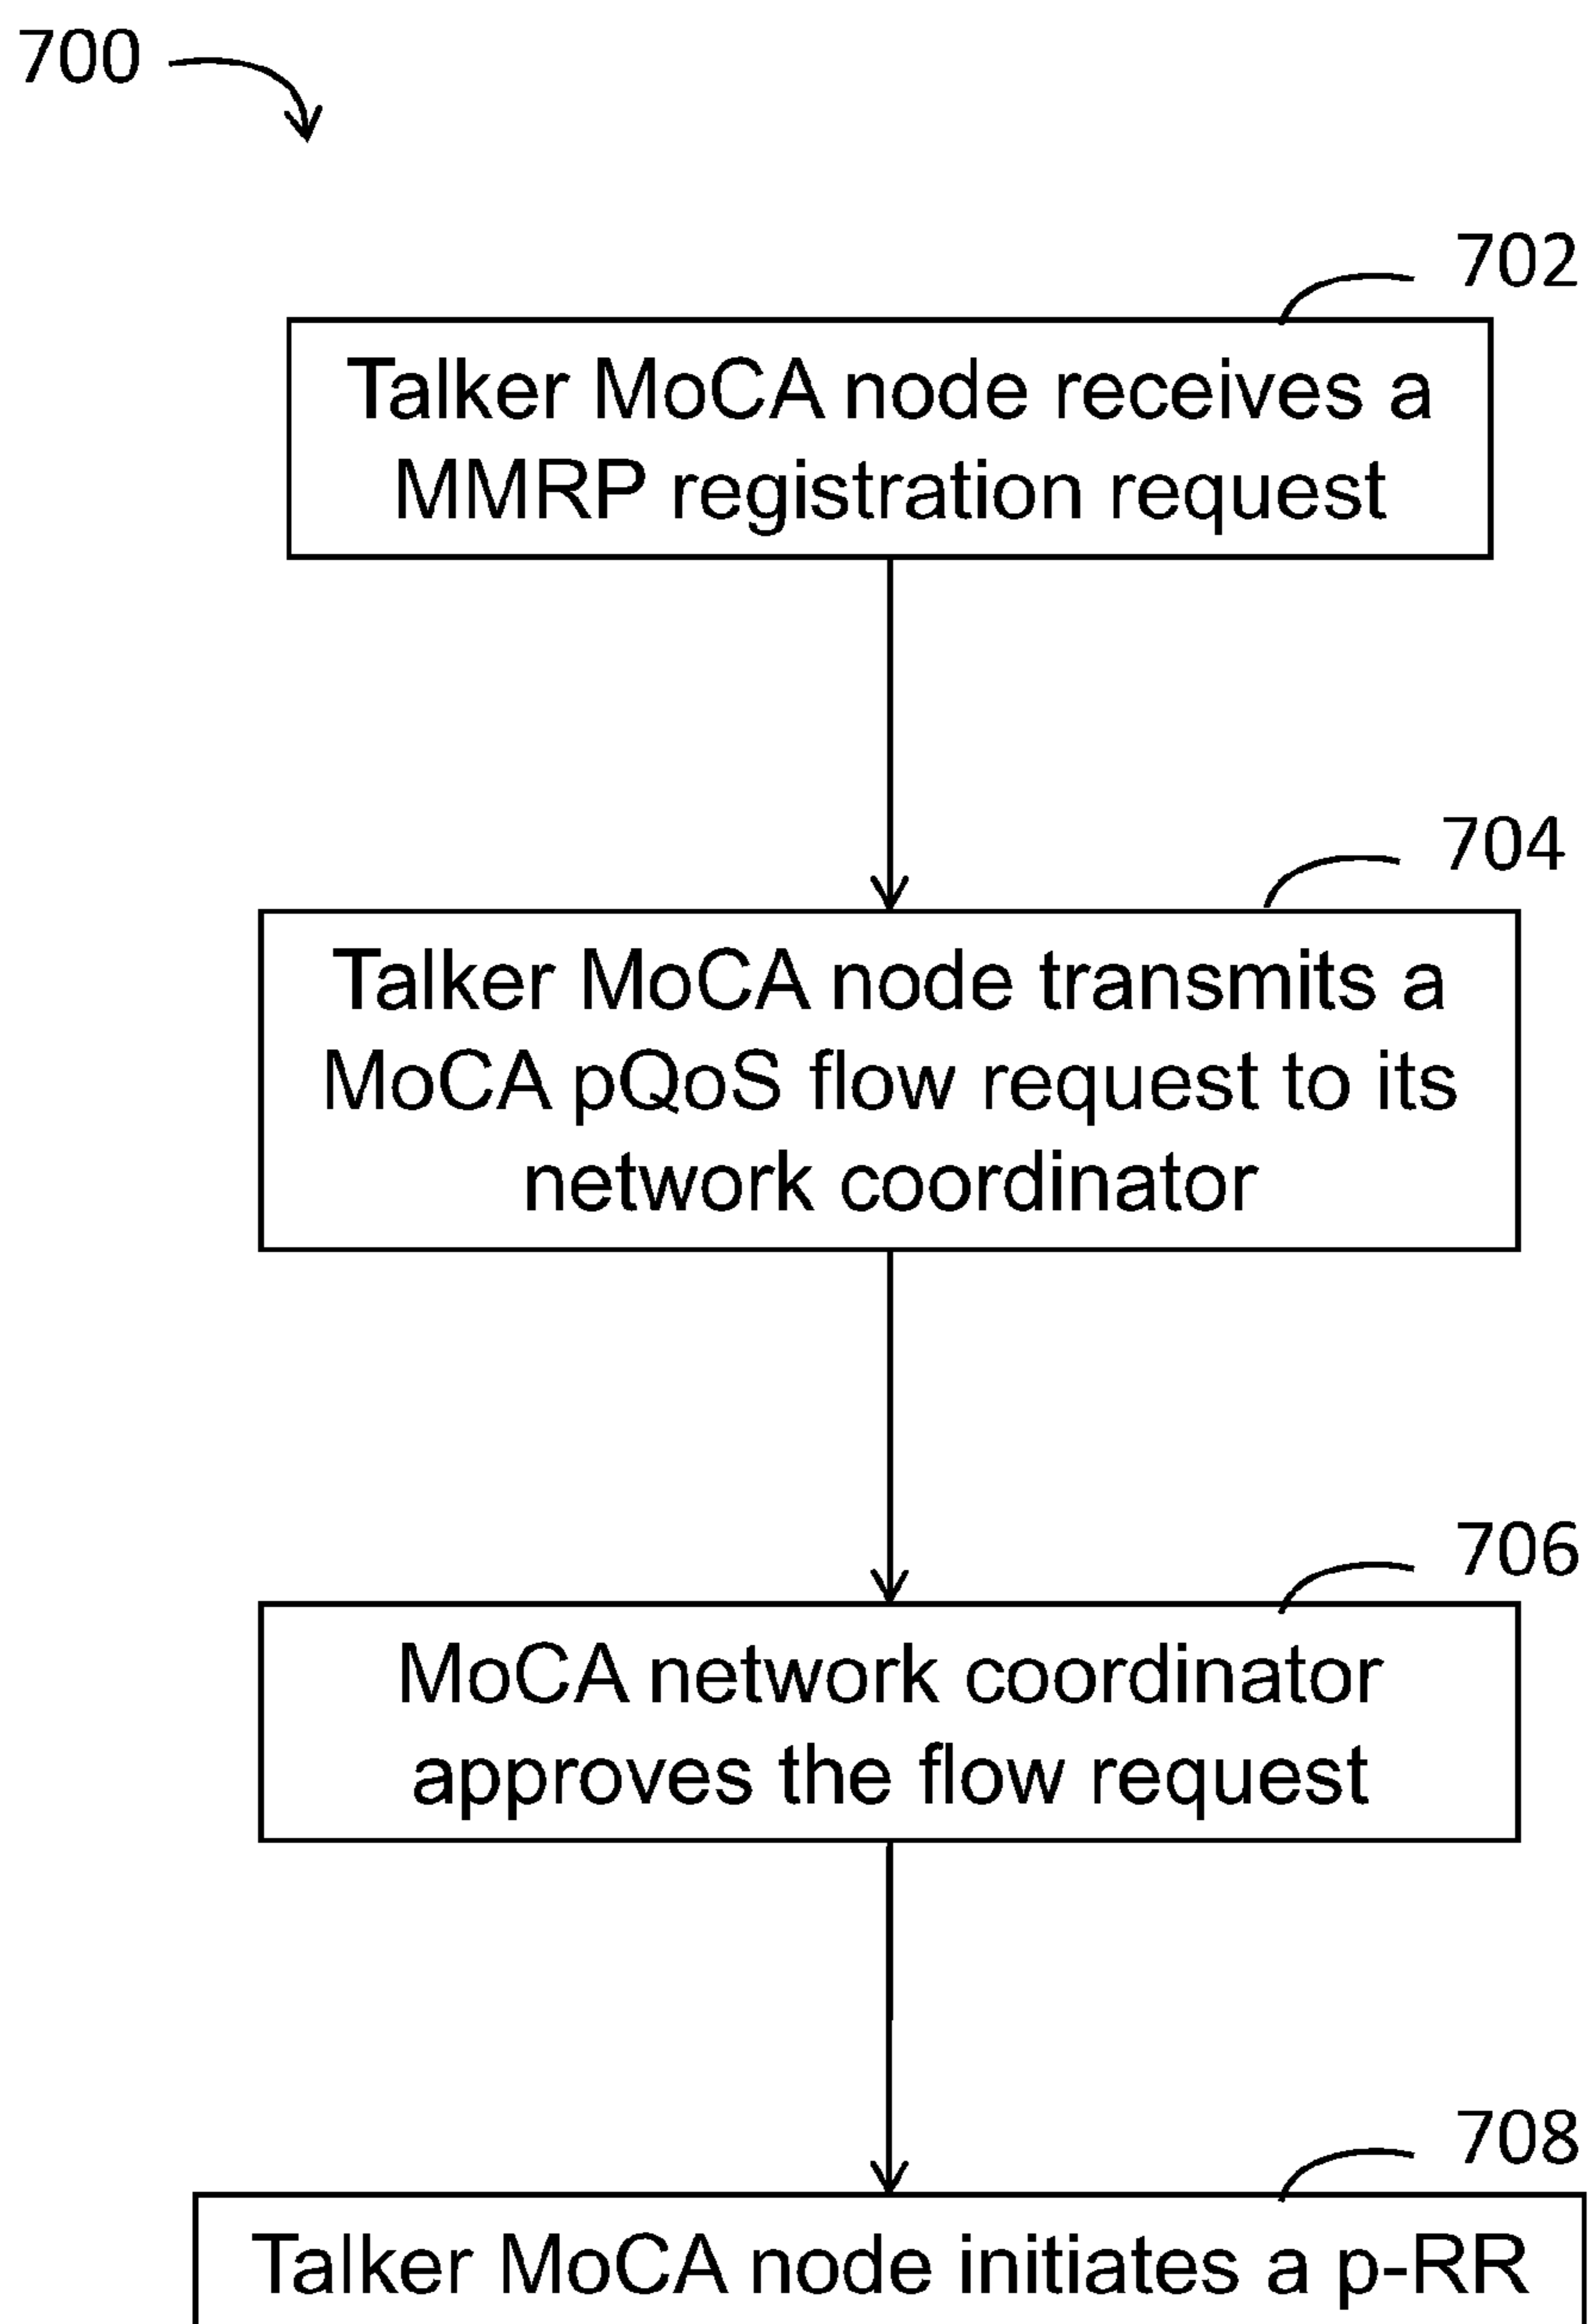 700
702
Talker MoCA node receives a
MMRP registration request
704
Talker MoCA node transmits a
MoCA pQoS flow request to its
network coordinator
706
MoCA network coordinator
approves the flow request
708
Talker MoCA node initiates a p-RR